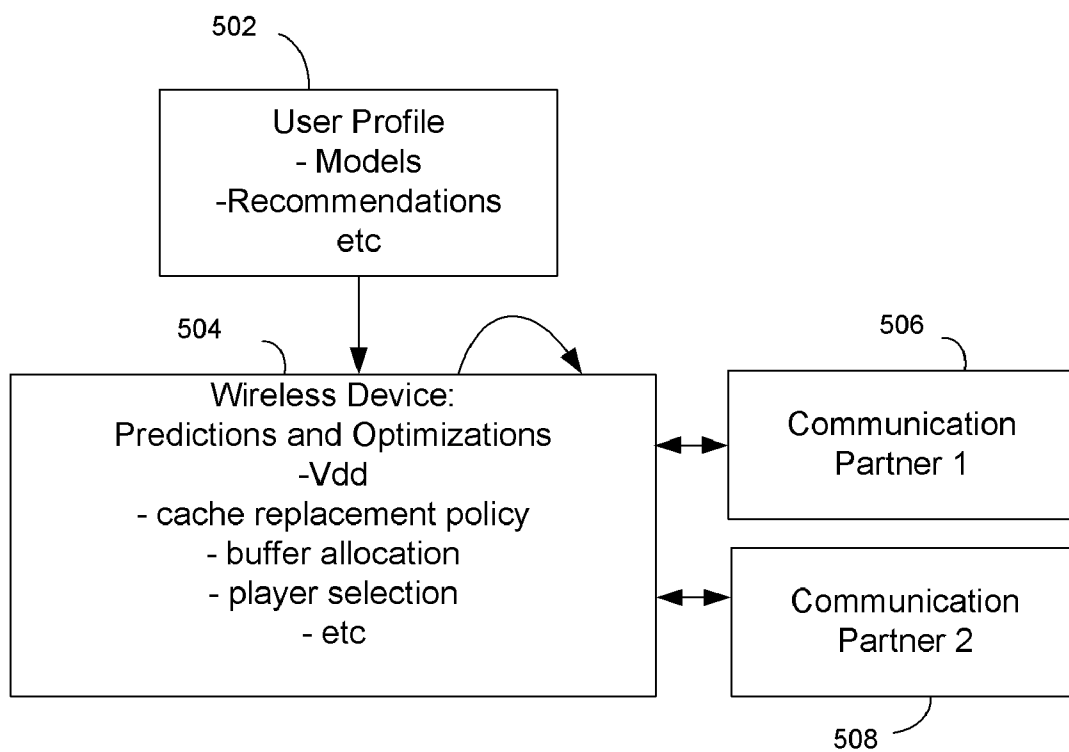 502
User Profile
- Models
-Recommendations
etc
504
Wireless Device:
Predictions and Optimizations
-Vdd
- cache replacement policy
- buffer allocation
- player selection
- etc
506
Communication
Partner 1
Communication
Partner 2
508